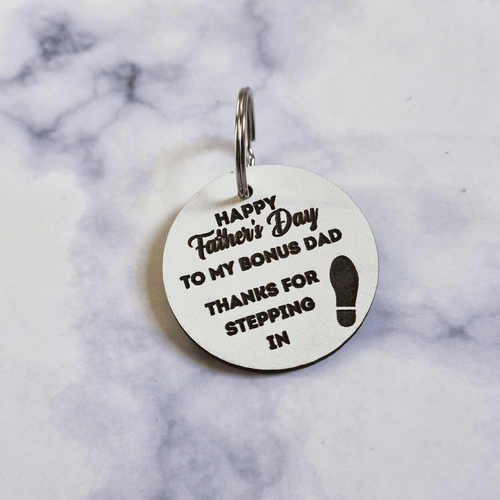 HAPPY
Father's Day
TO MY BONUS DAD
THANKS FOR
STEPPING
IN